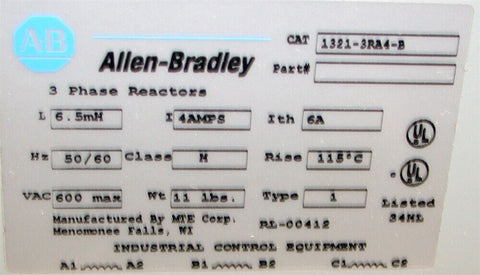 AB
Allen-Bradley
CAT 1321-3RA4-B
Part#
3 Phase Reactors
L 6.5mH I 4AMPS Ith 6A
Hz 50/60 Class H Rise 115°C
VAC 600 max Wt 11 lbs. Type 1
UL
UL
Listed
34NL
Manufactured By MTE Corp.
Menomonee Falls, WI
RL-00412
INDUSTRIAL CONTROL EQUIPMENT
A1 A2 B1 B2 C1 C2